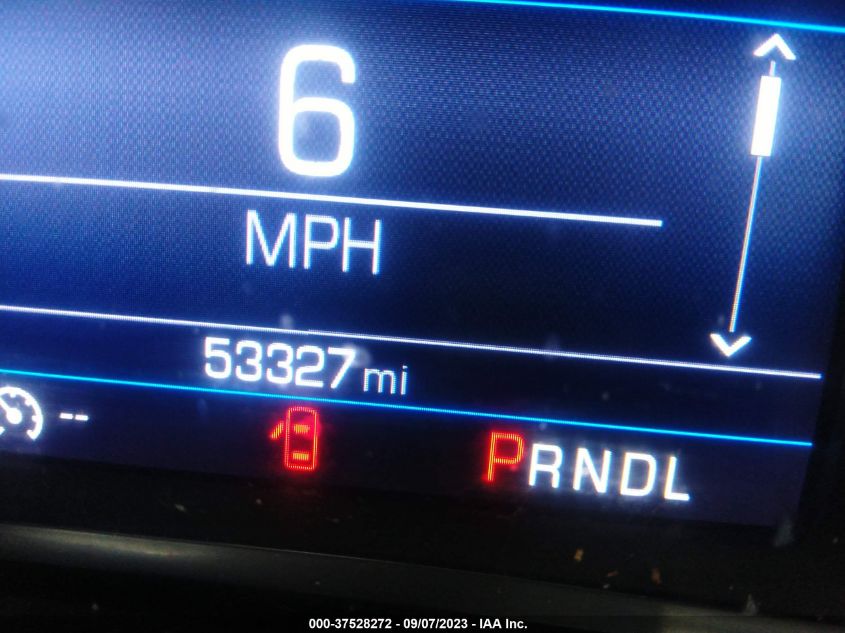 6
MPH
53327 mi
--
PRNDL
000-37528272 - 09/07/2023 - IAA Inc.